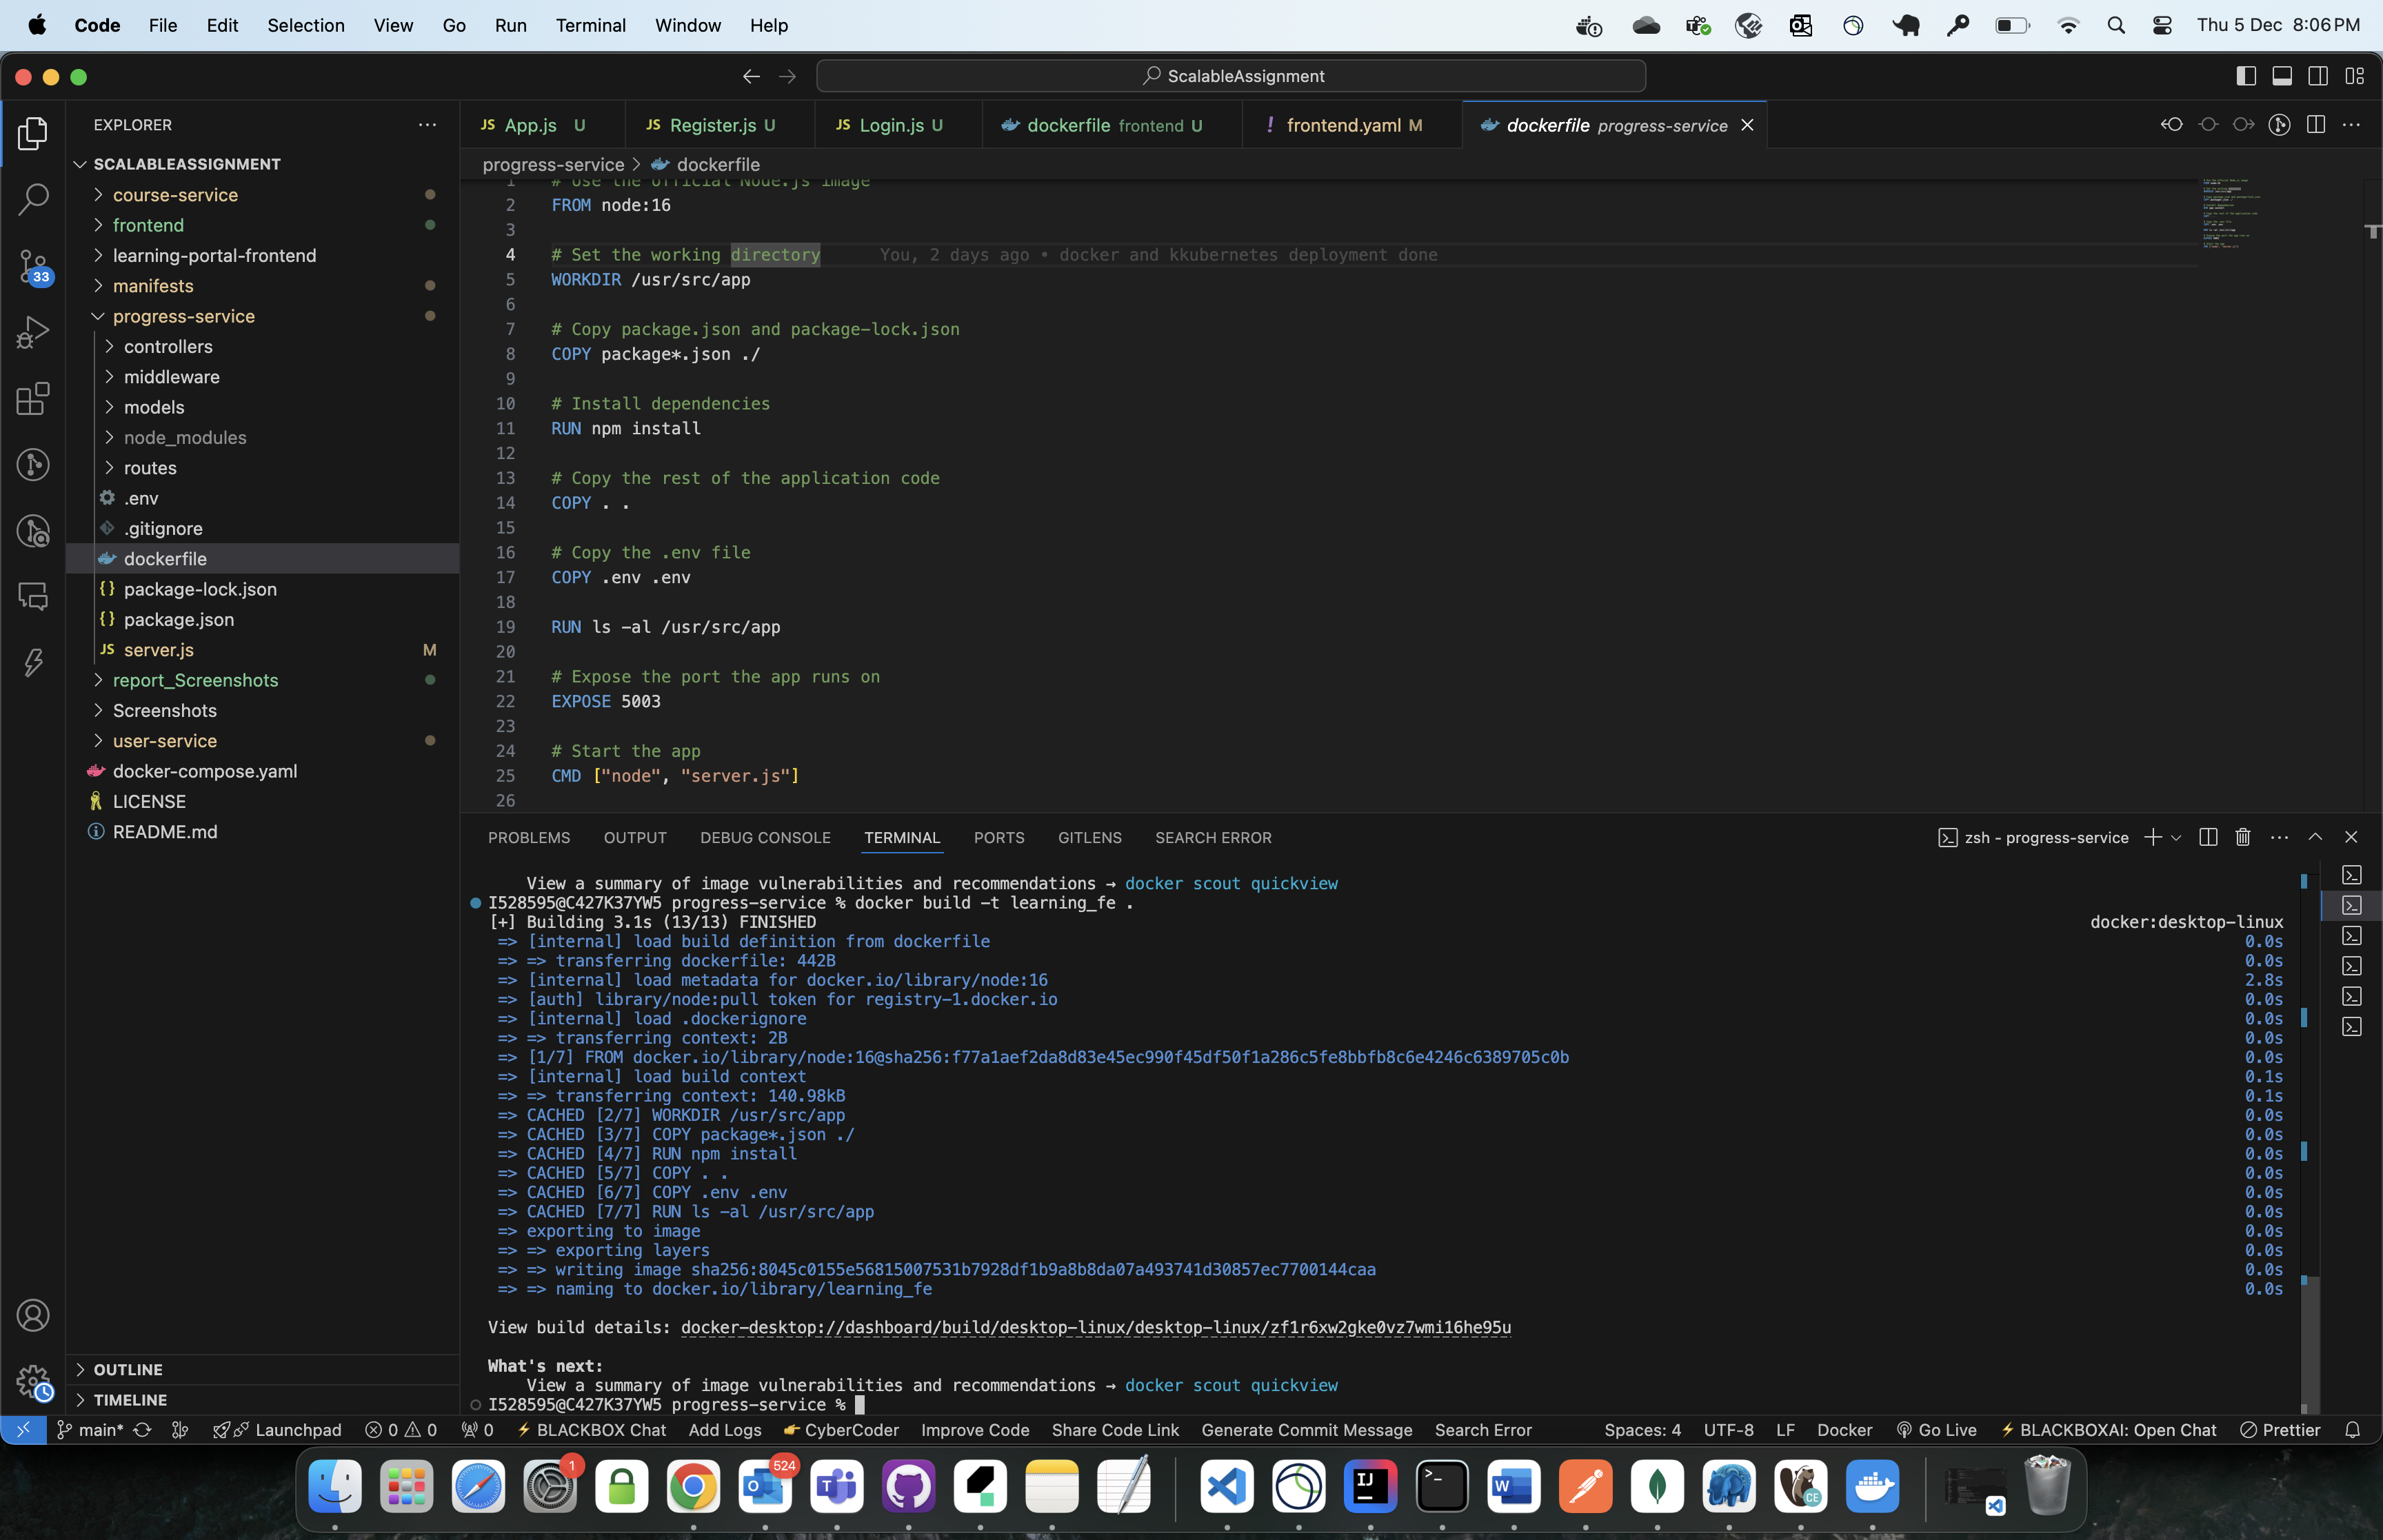 Code File Edit Selection View Go Run Terminal Window Help
Thu 5 Dec 8:06 PM
ScalableAssignment
EXPLORER
SCALABLEASSIGNMENT
course-service
frontend
learning-portal-frontend
manifests
progress-service
controllers
middleware
models
node_modules
routes
.env
.gitignore
dockerfile
package-lock.json
package.json
JS server.js M
report_Screenshots
Screenshots
user-service
docker-compose.yaml
LICENSE
README.md
OUTLINE
TIMELINE
33
JS App.js U
JS Register.js U
JS Login.js U
dockerfile frontend U
! frontend.yaml M
dockerfile progress-service
progress-service > dockerfile
1 # Use the official Node.js image
2 FROM node:16
3
4 # Set the working directory You, 2 days ago • docker and kkubernetes deployment done
5 WORKDIR /usr/src/app
6
7 # Copy package.json and package-lock.json
8 COPY package*.json ./
9
10 # Install dependencies
11 RUN npm install
12
13 # Copy the rest of the application code
14 COPY . .
15
16 # Copy the .env file
17 COPY .env .env
18
19 RUN ls -al /usr/src/app
20
21 # Expose the port the app runs on
22 EXPOSE 5003
23
24 # Start the app
25 CMD ["node", "server.js"]
26
PROBLEMS OUTPUT DEBUG CONSOLE TERMINAL PORTS GITLENS SEARCH ERROR
zsh - progress-service
View a summary of image vulnerabilities and recommendations → docker scout quickview
I528595@C427K37YW5 progress-service % docker build -t learning_fe .
[+] Building 3.1s (13/13) FINISHED docker:desktop-linux
=> [internal] load build definition from dockerfile 0.0s
=> => transferring dockerfile: 442B 0.0s
=> [internal] load metadata for docker.io/library/node:16 2.8s
=> [auth] library/node:pull token for registry-1.docker.io 0.0s
=> [internal] load .dockerignore 0.0s
=> => transferring context: 2B 0.0s
=> [1/7] FROM docker.io/library/node:16@sha256:f77a1aef2da8d83e45ec990f45df50f1a286c5fe8bbfb8c6e4246c6389705c0b 0.0s
=> [internal] load build context 0.1s
=> => transferring context: 140.98kB 0.1s
=> CACHED [2/7] WORKDIR /usr/src/app 0.0s
=> CACHED [3/7] COPY package*.json ./ 0.0s
=> CACHED [4/7] RUN npm install 0.0s
=> CACHED [5/7] COPY . . 0.0s
=> CACHED [6/7] COPY .env .env 0.0s
=> CACHED [7/7] RUN ls -al /usr/src/app 0.0s
=> exporting to image 0.0s
=> => exporting layers 0.0s
=> => writing image sha256:8045c0155e56815007531b7928df1b9a8b8da07a493741d30857ec7700144caa 0.0s
=> => naming to docker.io/library/learning_fe 0.0s
View build details: docker-desktop://dashboard/build/desktop-linux/desktop-linux/zf1r6xw2gke0vz7wmi16he95u
What's next:
View a summary of image vulnerabilities and recommendations → docker scout quickview
I528595@C427K37YW5 progress-service %
main* Launchpad 0 0 0 BLACKBOX Chat Add Logs CyberCoder Improve Code Share Code Link Generate Commit Message Search Error Spaces: 4 UTF-8 LF Docker Go Live BLACKBOXAI: Open Chat Prettier
1
524